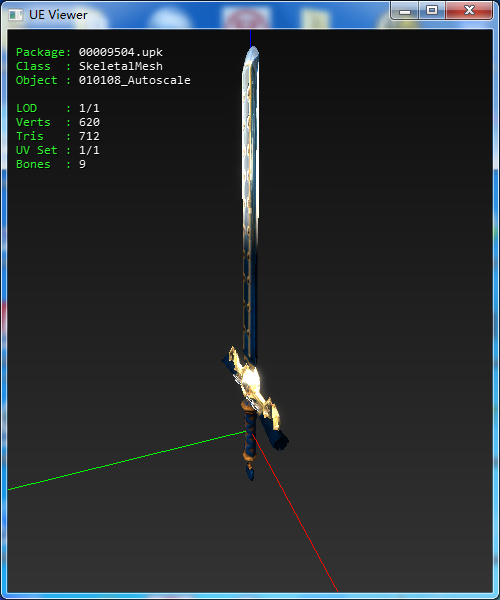 UE Viewer
Package: 00009504.upk
Class : SkeletalMesh
Object : 010108_Autoscale
LOD : 1/1
Verts : 620
Tris : 712
UV Set : 1/1
Bones : 9